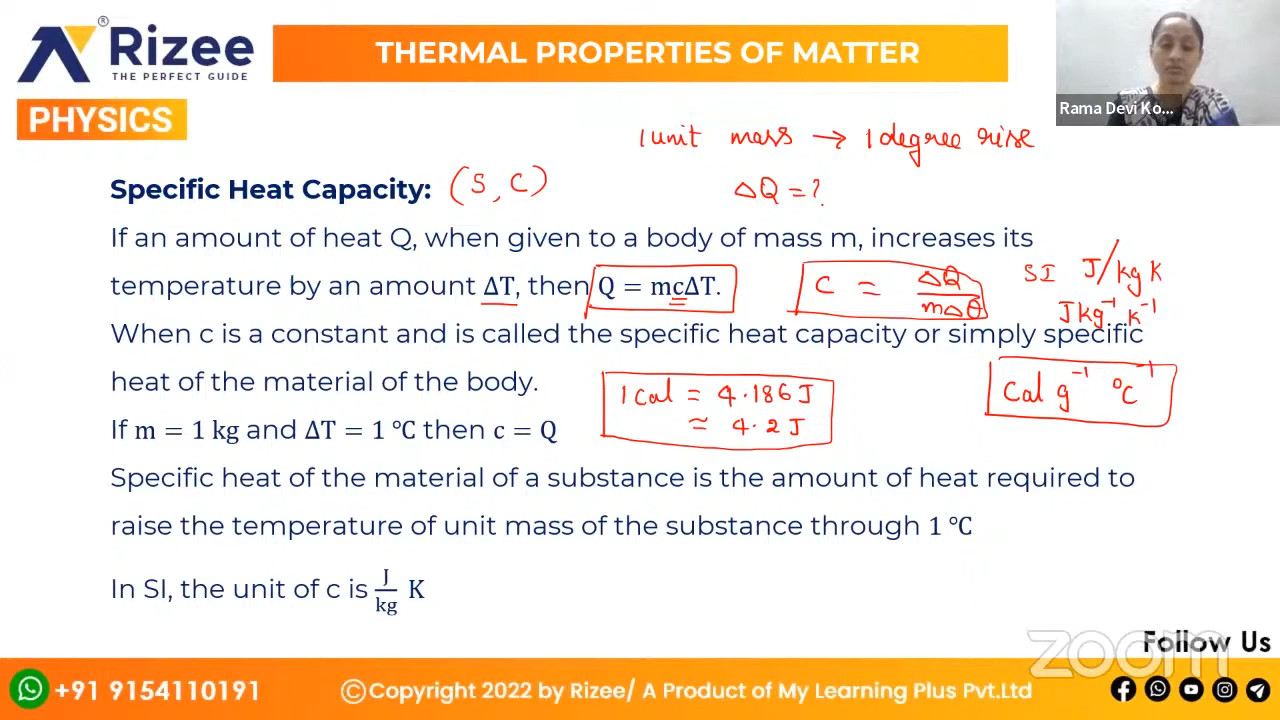 Rizee®
THE PERFECT GUIDE
THERMAL PROPERTIES OF MATTER
PHYSICS
Rama Devi Ko...
1 unit mass → 1 degree rise
Specific Heat Capacity: (S, C)
ΔQ = ?
If an amount of heat Q, when given to a body of mass m, increases its
temperature by an amount ΔT, then Q = mcΔT.
C = ΔQ / mΔθ
SI J/kg K
J kg⁻¹ K⁻¹
When c is a constant and is called the specific heat capacity or simply specific
heat of the material of the body.
1 Cal = 4.186 J
≈ 4.2 J
Cal g⁻¹ °C⁻¹
If m = 1 kg and ΔT = 1 °C then c = Q
Specific heat of the material of a substance is the amount of heat required to
raise the temperature of unit mass of the substance through 1 °C
In SI, the unit of c is J/kg K
zoom
Follow Us
+91 9154110191
©Copyright 2022 by Rizee/ A Product of My Learning Plus Pvt.Ltd